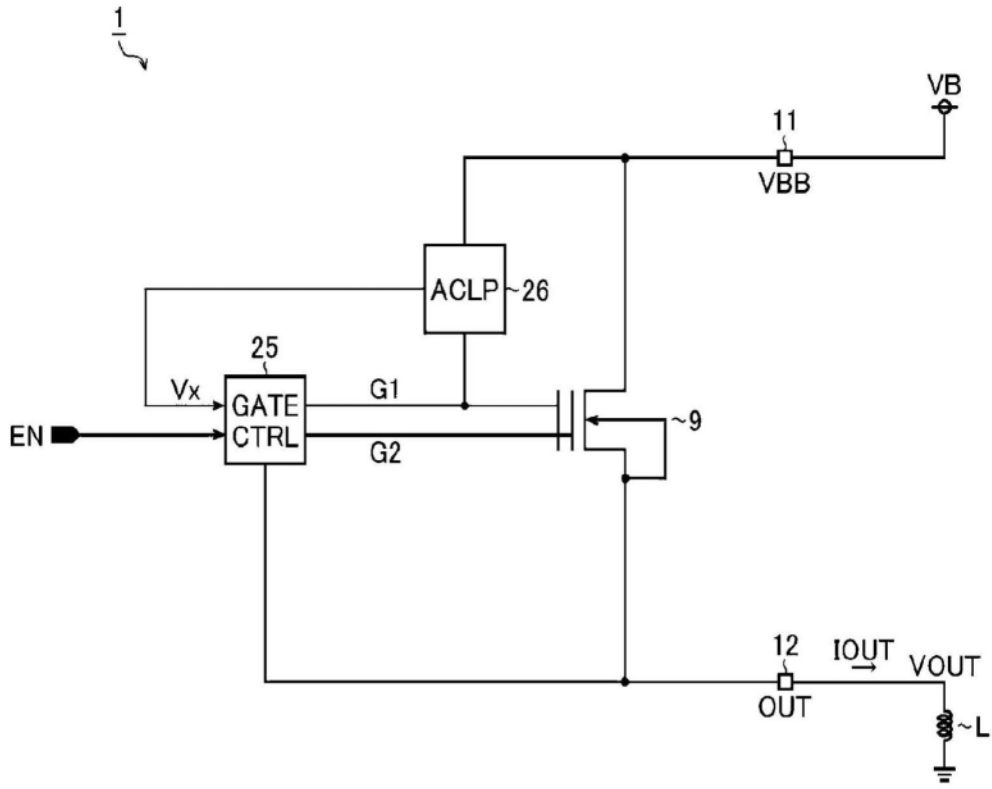 1
VB
11
VBB
ACLP ~26
25
Vx
GATE
CTRL
G1
G2
EN
~9
12
OUT
IOUT
→
VOUT
~L